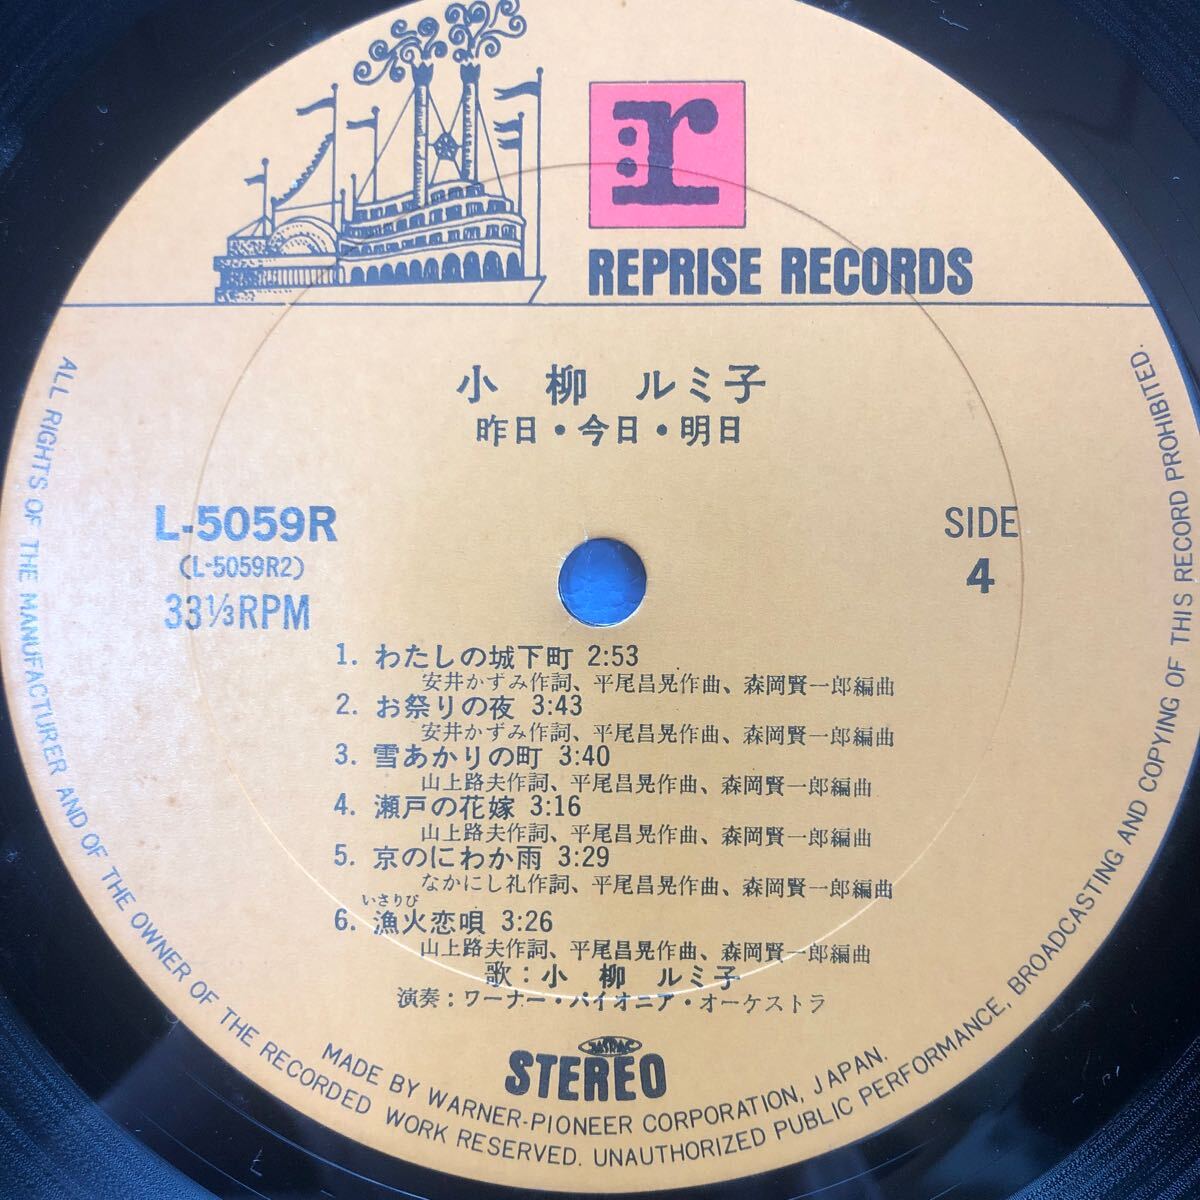 r
REPRISE RECORDS
小柳 ルミ子
昨日・今日・明日
L-5059R
(L-5059R2)
33⅓RPM
SIDE
4
1. わたしの城下町 2:53
安井かずみ作詞、平尾昌晃作曲、森岡賢一郎編曲
2. お祭りの夜 3:43
安井かずみ作詞、平尾昌晃作曲、森岡賢一郎編曲
3. 雪あかりの町 3:40
山上路夫作詞、平尾昌晃作曲、森岡賢一郎編曲
4. 瀬戸の花嫁 3:16
山上路夫作詞、平尾昌晃作曲、森岡賢一郎編曲
5. 京のにわか雨 3:29
なかにし礼作詞、平尾昌晃作曲、森岡賢一郎編曲
いさりび
6. 漁火恋唄 3:26
山上路夫作詞、平尾昌晃作曲、森岡賢一郎編曲
歌：小柳 ルミ子
演奏：ワーナー・パイオニア・オーケストラ
JASRAC
STEREO
MADE BY WARNER-PIONEER CORPORATION, JAPAN.
ALL RIGHTS OF THE MANUFACTURER AND OF THE OWNER OF THE RECORDED WORK RESERVED. UNAUTHORIZED PUBLIC PERFORMANCE, BROADCASTING AND COPYING OF THIS RECORD PROHIBITED.